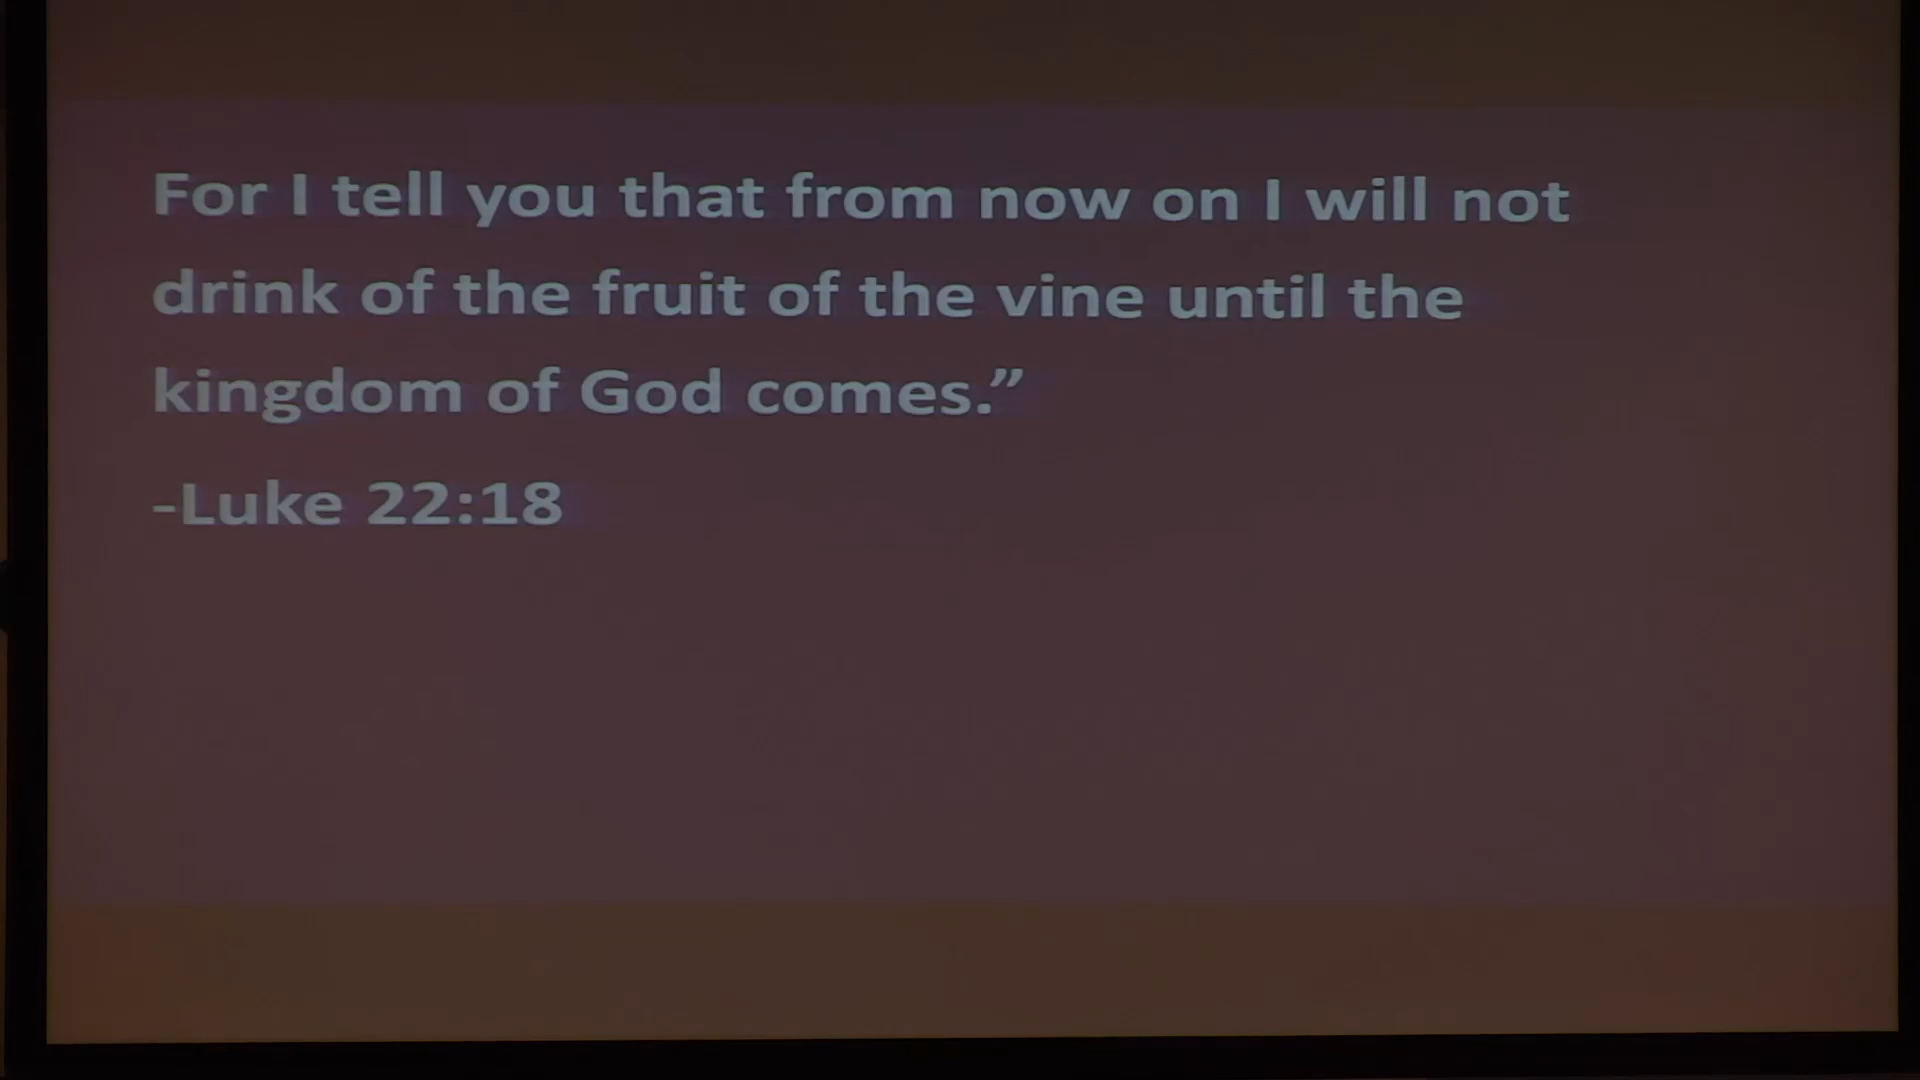 For I tell you that from now on I will not
drink of the fruit of the vine until the
kingdom of God comes.”
-Luke 22:18